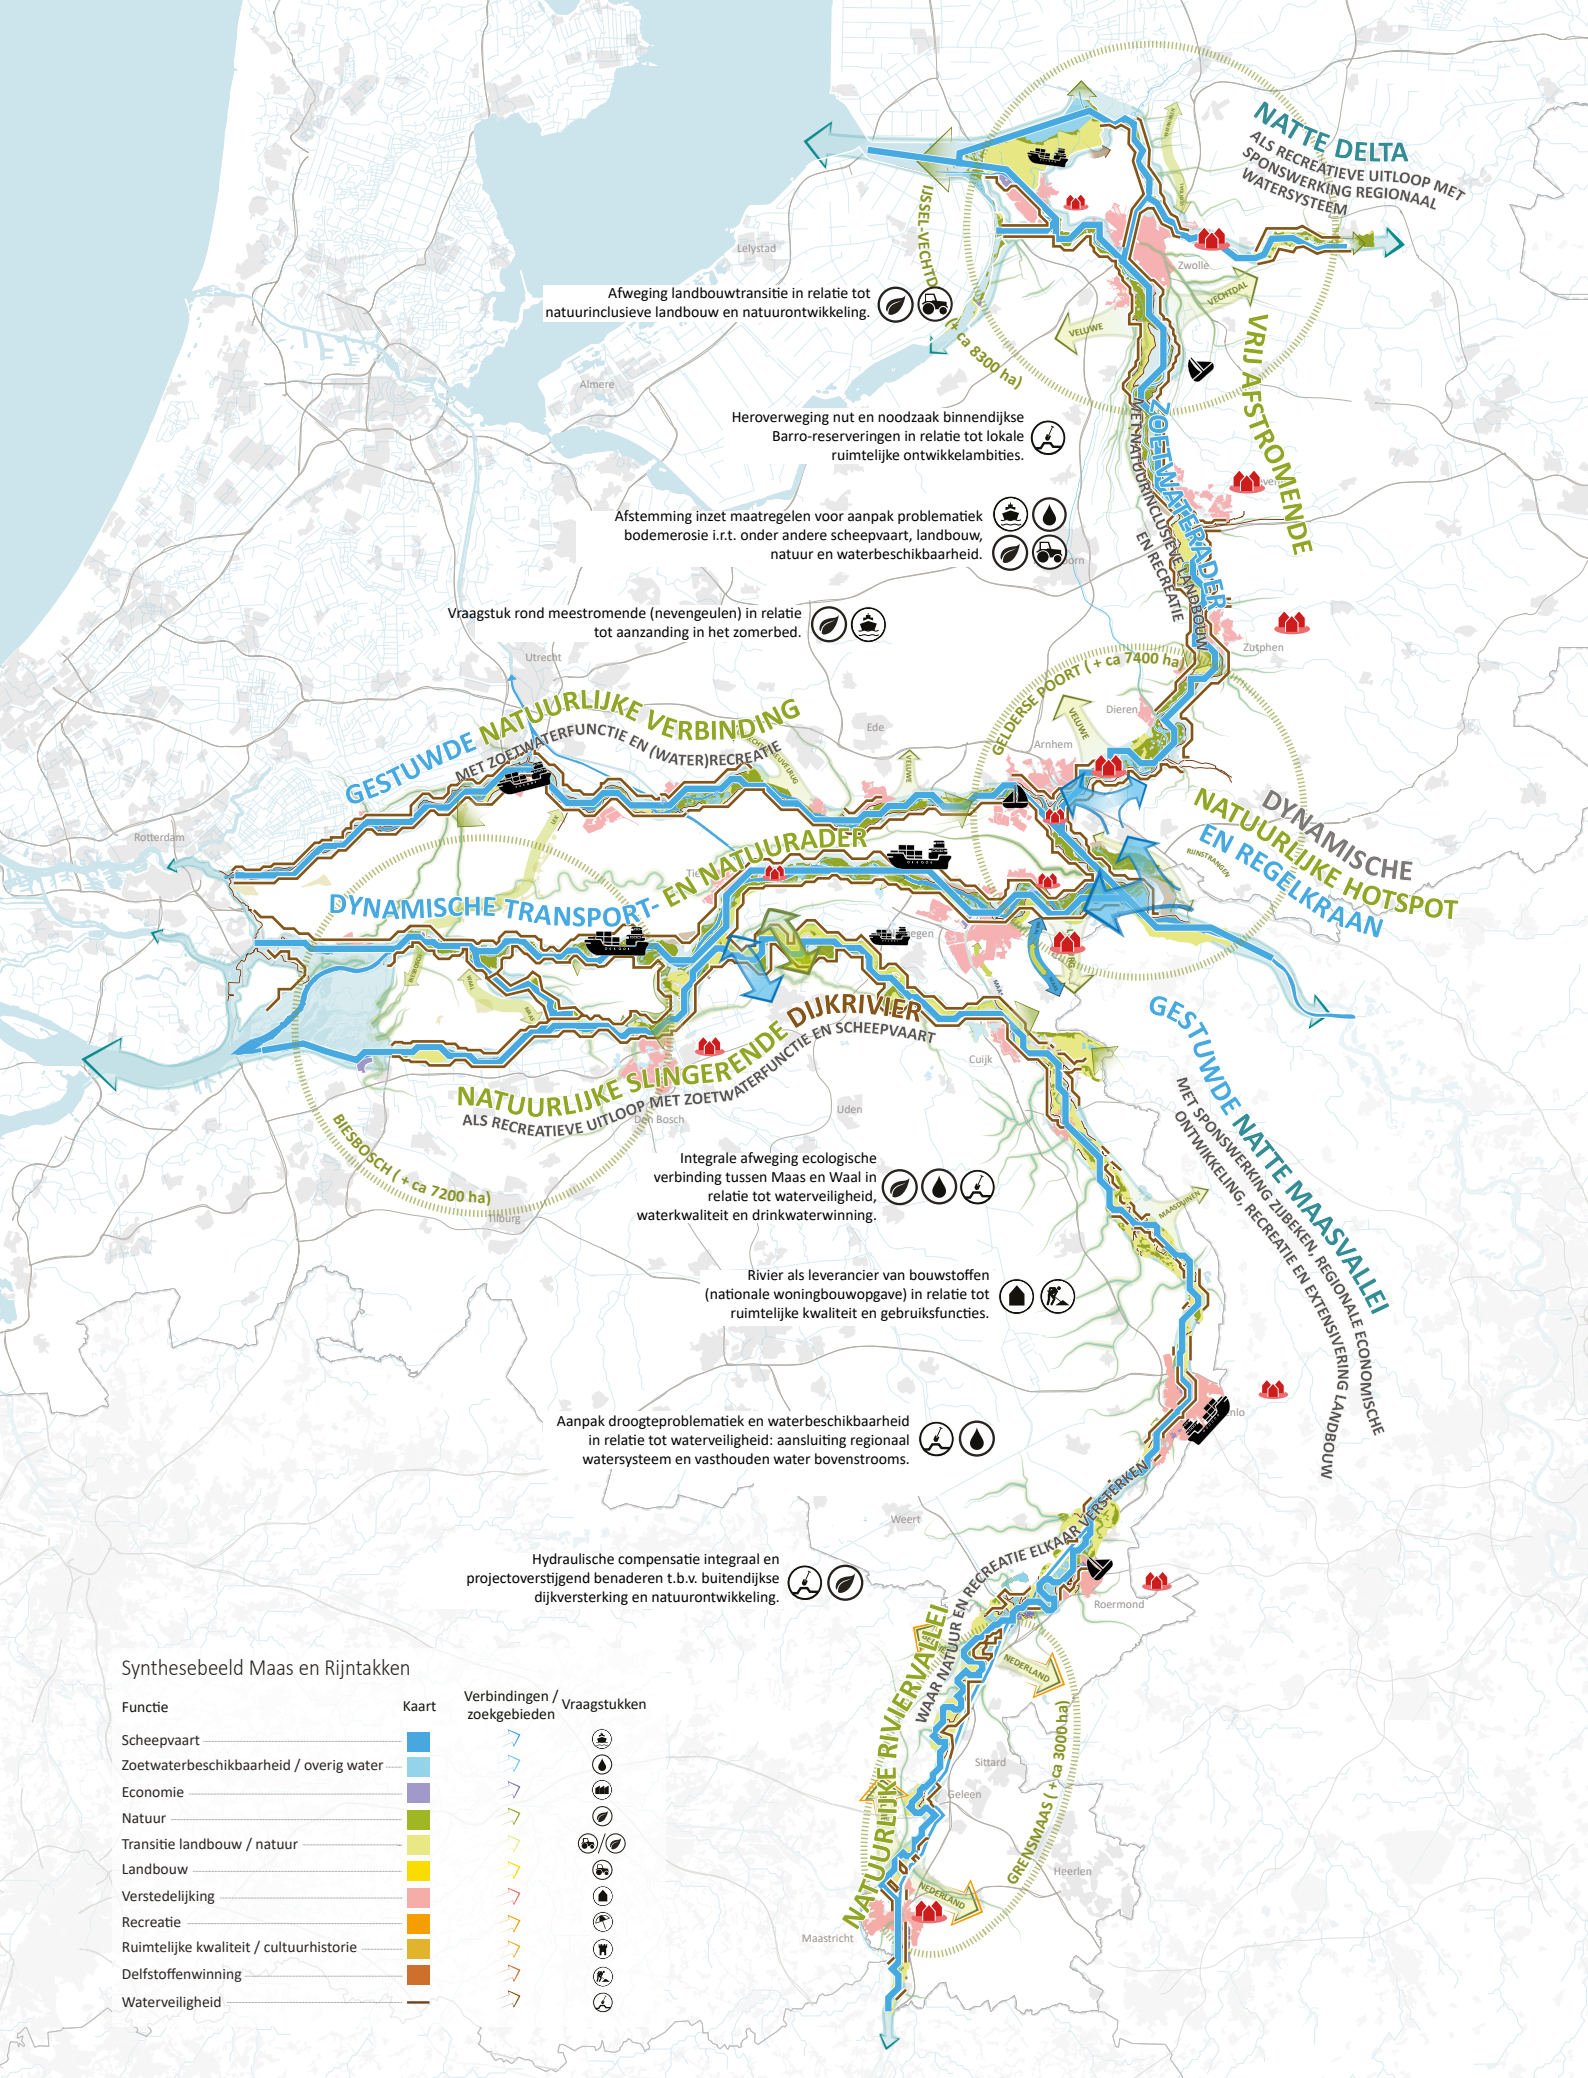 NATTE DELTA
ALS RECREATIEVE UITLOOP MET
SPONSWERKING REGIONAAL
WATERSYSTEEM
IJSSEL-VECHTD
(+ ca 8300 ha)
Lelystad
Zwolle
VECHTDAL
VELUWE
Afweging landbouwtransitie in relatie tot
natuurinclusieve landbouw en natuurontwikkeling.
Almere
VRIJ AFSTROMENDE
ZOETWATERADER
MET NATUURINCLUSIEVE LANDBOUW
EN RECREATIE
Heroverweging nut en noodzaak binnendijkse
Barro-reserveringen in relatie tot lokale
ruimtelijke ontwikkelambities.
Afstemming inzet maatregelen voor aanpak problematiek
bodemerosie i.r.t. onder andere scheepvaart, landbouw,
natuur en waterbeschikbaarheid.
oorn
Vraagstuk rond meestromende (nevengeulen) in relatie
tot aanzanding in het zomerbed.
Utrecht
Zutphen
GELDERSE POORT ( + ca 7400 ha)
VELUWE
Dieren
Arnhem
Ede
VELUWE
GESTUWDE NATUURLIJKE VERBINDING
MET ZOETWATERFUNCTIE EN (WATER)RECREATIE
Rotterdam
LEK
DYNAMISCHE
NATUURLIJKE HOTSPOT
EN REGELKRAAN
RIJNSTRANGEN
DYNAMISCHE TRANSPORT- EN NATUURADER
Tie
egen
BIESBOSCH
WAAL
MAAS
NATUURLIJKE SLINGERENDE DIJKRIVIER
ALS RECREATIEVE UITLOOP MET ZOETWATERFUNCTIE EN SCHEEPVAART
Cuijk
Den Bosch
Uden
BIESBOSCH ( + ca 7200 ha)
Tilburg
GESTUWDE NATTE MAASVALLEI
MET SPONSWERKING ZIJBEKEN, REGIONALE ECONOMISCHE
ONTWIKKELING, RECREATIE EN EXTENSIVERING LANDBOUW
Integrale afweging ecologische
verbinding tussen Maas en Waal in
relatie tot waterveiligheid,
waterkwaliteit en drinkwaterwinning.
MAASDUINEN
Rivier als leverancier van bouwstoffen
(nationale woningbouwopgave) in relatie tot
ruimtelijke kwaliteit en gebruiksfuncties.
nlo
Aanpak droogteproblematiek en waterbeschikbaarheid
in relatie tot waterveiligheid: aansluiting regionaal
watersysteem en vasthouden water bovenstrooms.
Weert
Hydraulische compensatie integraal en
projectoverstijgend benaderen t.b.v. buitendijkse
dijkversterking en natuurontwikkeling.
Roermond
NATUURLIJKE RIVIERVALLEI
WAAR NATUUR EN RECREATIE ELKAAR VERSTERKEN
NEDERLAND
GRENSMAAS ( + ca 3000 ha)
Sittard
Geleen
Heerlen
NEDERLAND
Maastricht
Synthesebeeld Maas en Rijntakken
Functie Kaart Verbindingen / zoekgebieden Vraagstukken
Scheepvaart
Zoetwaterbeschikbaarheid / overig water
Economie
Natuur
Transitie landbouw / natuur
/
Landbouw
Verstedelijking
Recreatie
Ruimtelijke kwaliteit / cultuurhistorie
Delfstoffenwinning
Waterveiligheid